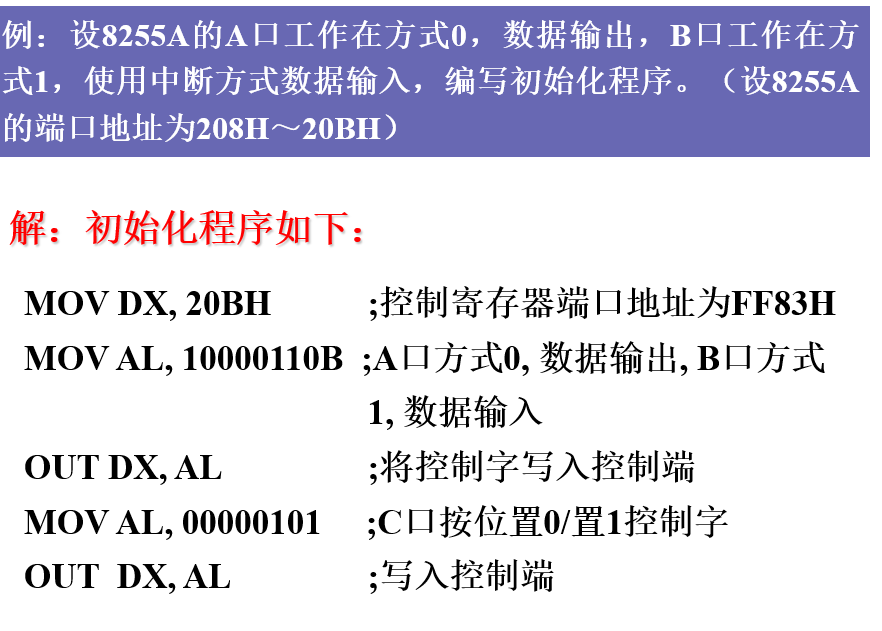 例：设8255A的A口工作在方式0，数据输出，B口工作在方
式1，使用中断方式数据输入，编写初始化程序。（设8255A
的端口地址为208H～20BH）
解：初始化程序如下：
MOV DX, 20BH ;控制寄存器端口地址为FF83H
MOV AL, 10000110B ;A口方式0, 数据输出, B口方式
1, 数据输入
OUT DX, AL ;将控制字写入控制端
MOV AL, 00000101 ;C口按位置0/置1控制字
OUT DX, AL ;写入控制端